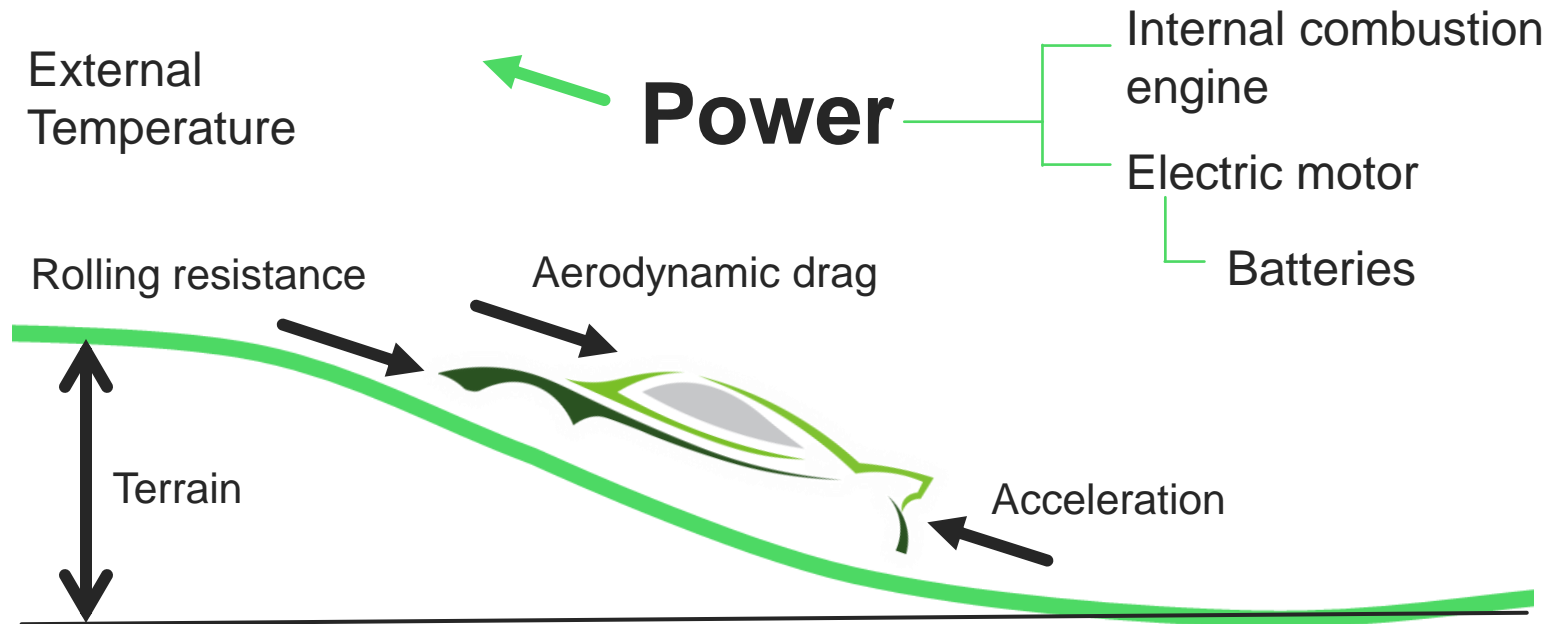 External
Temperature
Power
Internal combustion
engine
Electric motor
Batteries
Rolling resistance
Aerodynamic drag
Terrain
Acceleration